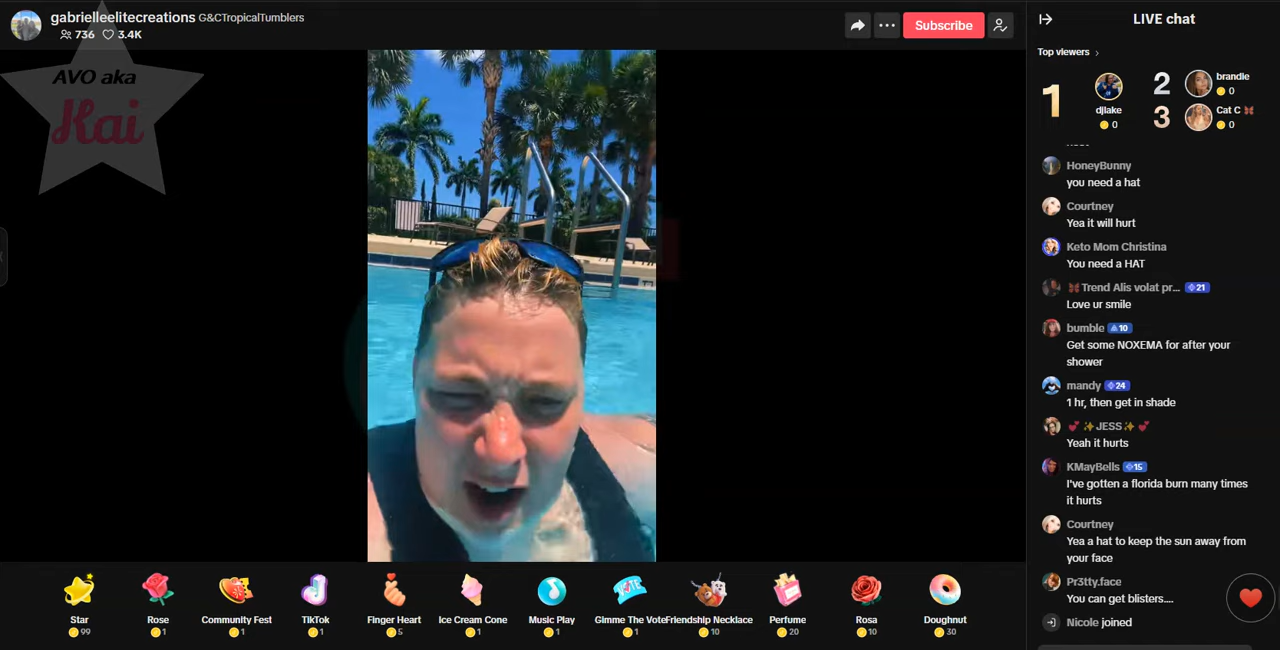 gabrielleelitecreations G&CTropicalTumblers
736 3.4K
Subscribe
LIVE chat
AVO aka
Kai
Top viewers
1 djlake 0
2 brandie 0
3 Cat C 0
HoneyBunny
you need a hat
Courtney
Yea it will hurt
Keto Mom Christina
You need a HAT
Trend Alis volat pr... 21
Love ur smile
bumble 10
Get some NOXEMA for after your
shower
mandy 24
1 hr, then get in shade
JESS
Yeah it hurts
KMayBells 15
I've gotten a florida burn many times
it hurts
Courtney
Yea a hat to keep the sun away from
your face
Pr3tty.face
You can get blisters....
Nicole joined
Star Rose Community Fest TikTok Finger Heart Ice Cream Cone Music Play Gimme The Vote Friendship Necklace Perfume Rosa Doughnut
99 1 1 1 5 1 1 1 10 20 10 30